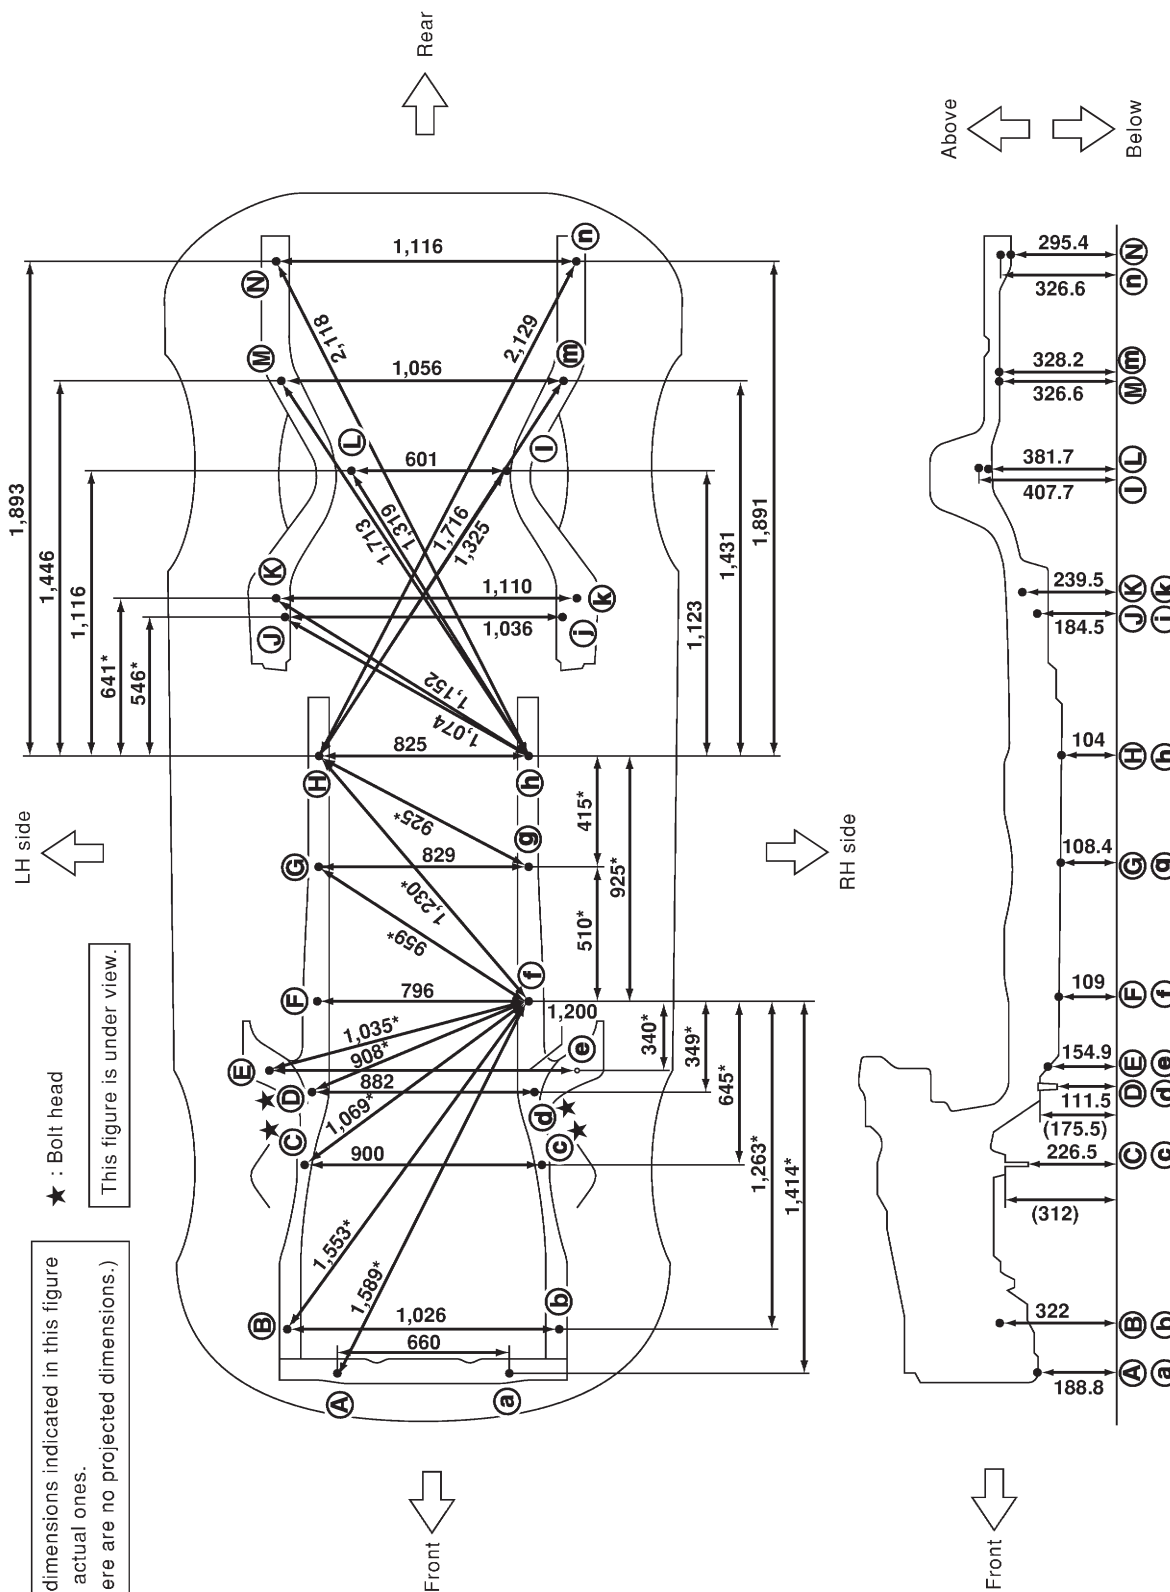 dimensions indicated in this figure
actual ones.
ere are no projected dimensions.)
★ : Bolt head
This figure is under view.
LH side
RH side
Front
Rear
1,893
1,446
1,116
641*
546*
1,116
1,056
601
1,110
1,036
2,118
2,129
1,713
1,319
1,716
1,325
1,152
1,074
1,123
1,431
1,891
825
829
796
925*
1,230*
959*
415*
510*
925*
1,035*
908*
882
1,069*
900
1,200
340*
349*
645*
1,263*
1,414*
1,553*
1,589*
1,026
660
A
B
C
D
E
F
G
H
J
K
L
M
N
a
b
c
d
e
f
g
h
j
k
l
m
n
Above
Below
Front
188.8
322
(312)
226.5
(175.5)
111.5
154.9
109
108.4
104
184.5
239.5
407.7
381.7
326.6
328.2
326.6
295.4
A
B
C
D
E
F
G
H
J
K
l
L
M
m
n
N
a
b
c
d
e
f
g
h
j
k